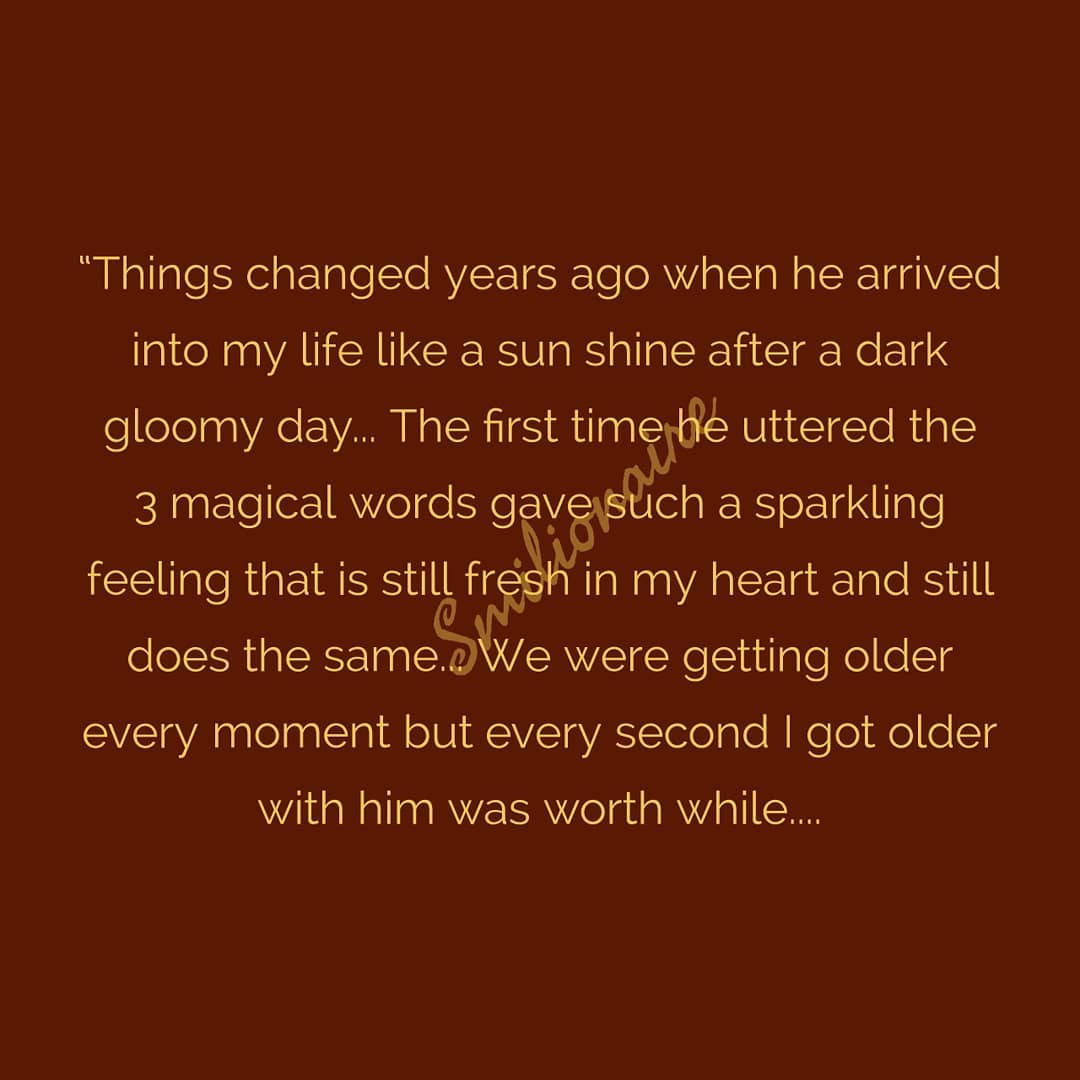 “Things changed years ago when he arrived
into my life like a sun shine after a dark
gloomy day... The first time he uttered the
3 magical words gave such a sparkling
feeling that is still fresh in my heart and still
does the same... We were getting older
every moment but every second I got older
with him was worth while....
Smilionaire